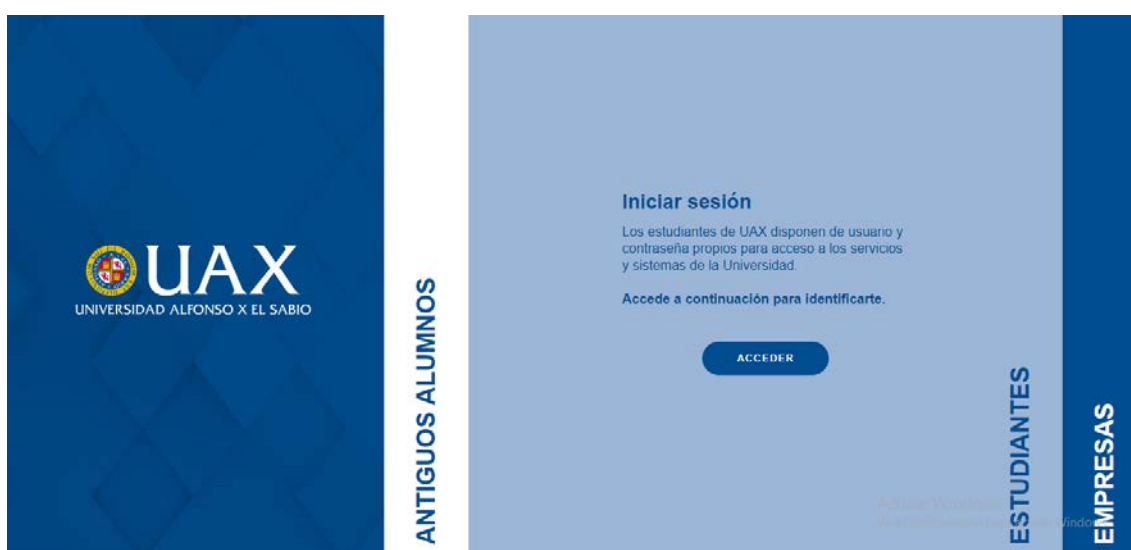 UAX
UNIVERSIDAD ALFONSO X EL SABIO
ANTIGUOS ALUMNOS
Iniciar sesión
Los estudiantes de UAX disponen de usuario y
contraseña propios para acceso a los servicios
y sistemas de la Universidad.
Accede a continuación para identificarte.
ACCEDER
ESTUDIANTES
EMPRESAS